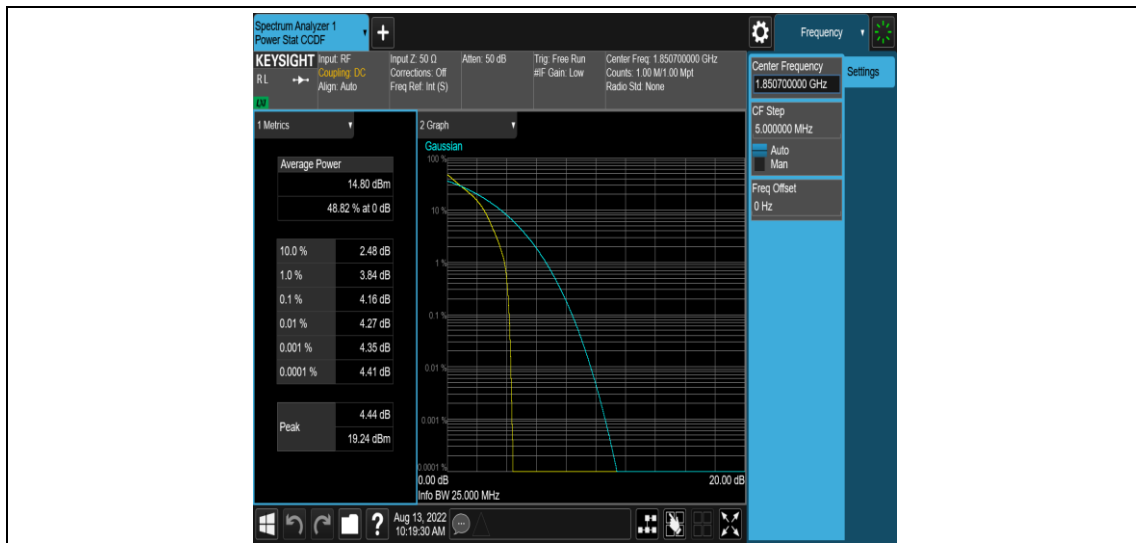 Spectrum Analyzer 1
Power Stat CCDF
Frequency
KEYSIGHT
RL
LXI
Input: RF
Coupling: DC
Align: Auto
Input Z: 50 Ω
Corrections: Off
Freq Ref: Int (S)
Atten: 50 dB
Trig: Free Run
#IF Gain: Low
Center Freq: 1.850700000 GHz
Counts: 1.00 M/1.00 Mpt
Radio Std: None
Center Frequency
1.850700000 GHz
Settings
CF Step
5.000000 MHz
Auto
Man
Freq Offset
0 Hz
1 Metrics
Average Power
14.80 dBm
48.82 % at 0 dB
10.0 % 2.48 dB
1.0 % 3.84 dB
0.1 % 4.16 dB
0.01 % 4.27 dB
0.001 % 4.35 dB
0.0001 % 4.41 dB
Peak
4.44 dB
19.24 dBm
2 Graph
Gaussian
100 %
10 %
1 %
0.1 %
0.01 %
0.001 %
0.0001 %
0.00 dB 20.00 dB
Info BW 25.000 MHz
?
Aug 13, 2022
10:19:30 AM